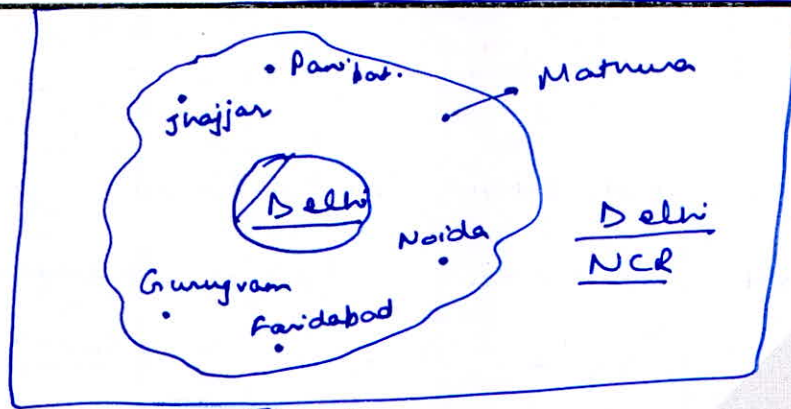 Panipat.
Mathura
Jhajjar
Delhi
Noida
Delhi
NCR
Gurugram
Faridabad